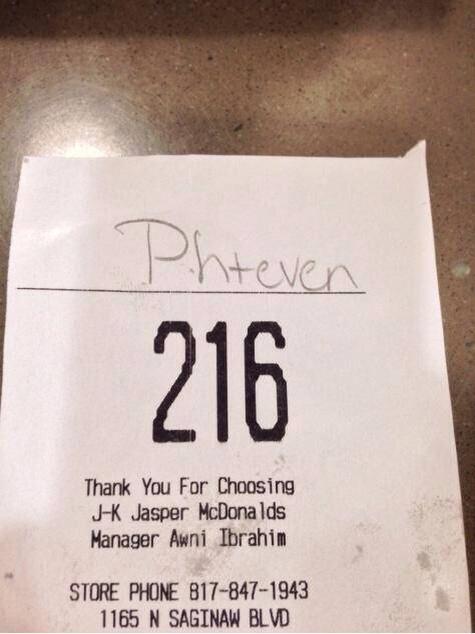 Phteven
216
Thank You For Choosing
J-K Jasper McDonalds
Manager Awni Ibrahim
STORE PHONE 817-847-1943
1165 N SAGINAW BLVD